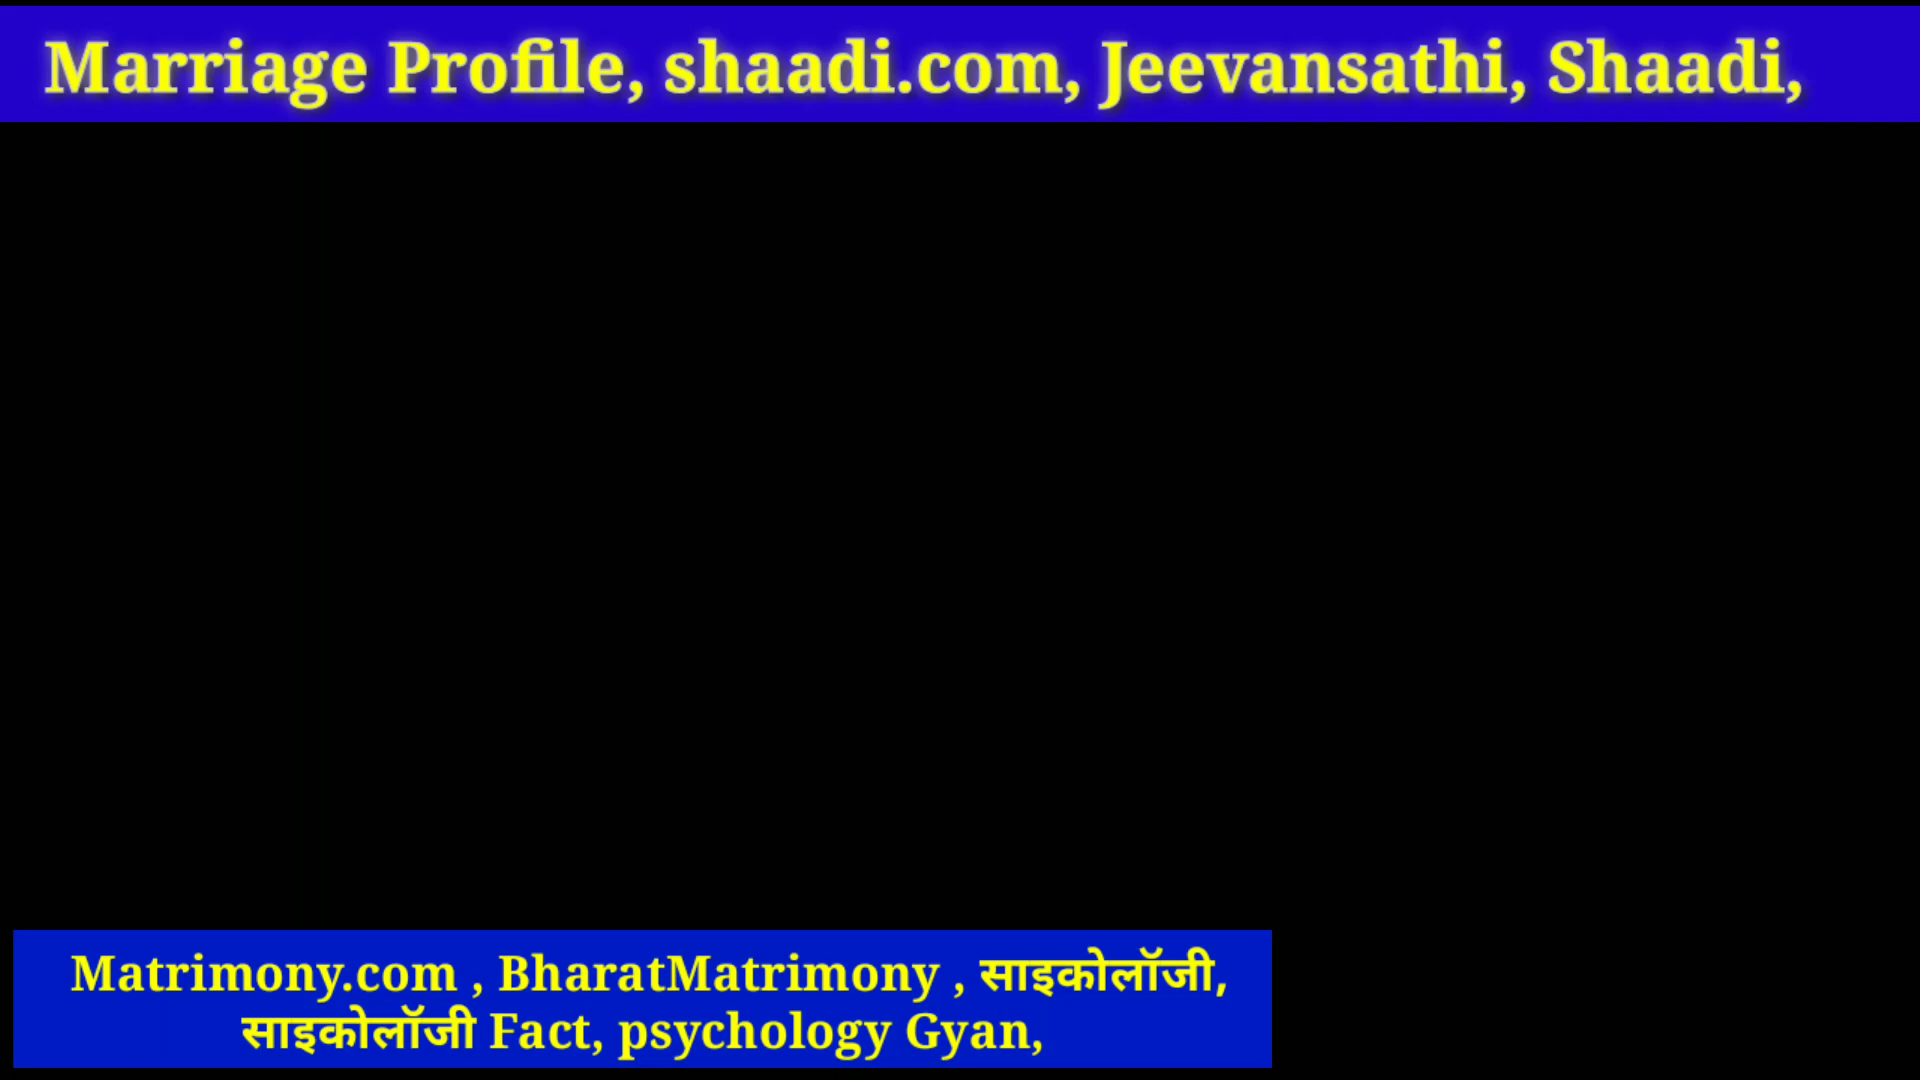 Marriage Profile, shaadi.com, Jeevansathi, Shaadi,
Matrimony.com , BharatMatrimony , साइकोलॉजी,
साइकोलॉजी Fact, psychology Gyan,